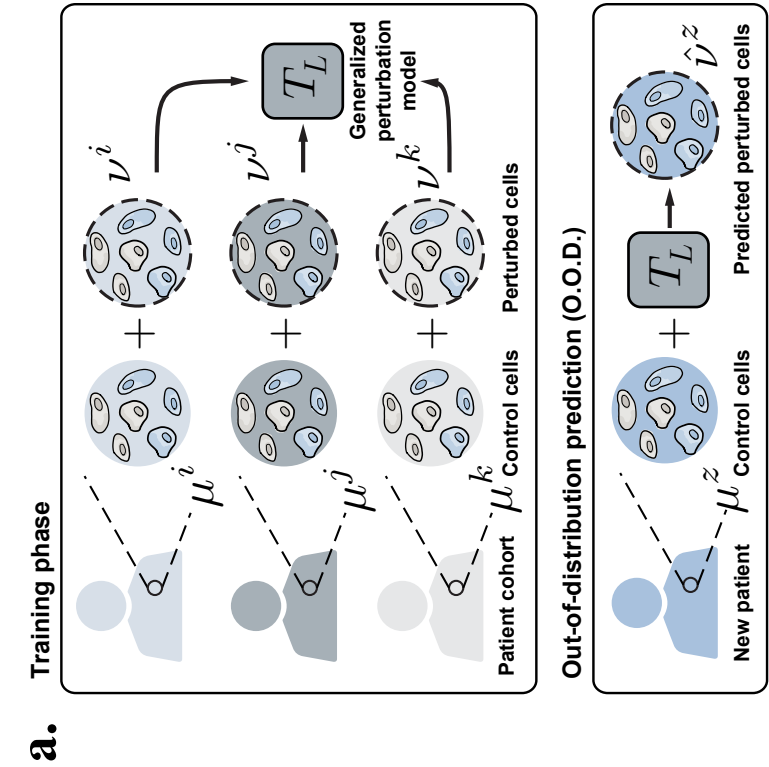 a.
Training phase
μ^i
+
ν^i
μ^j
+
ν^j
T_L
Generalized
perturbation
model
μ^k
+
ν^k
Patient cohort
Control cells
Perturbed cells
Out-of-distribution prediction (O.O.D.)
μ^z
+
T_L
ν̂^z
New patient
Control cells
Predicted perturbed cells